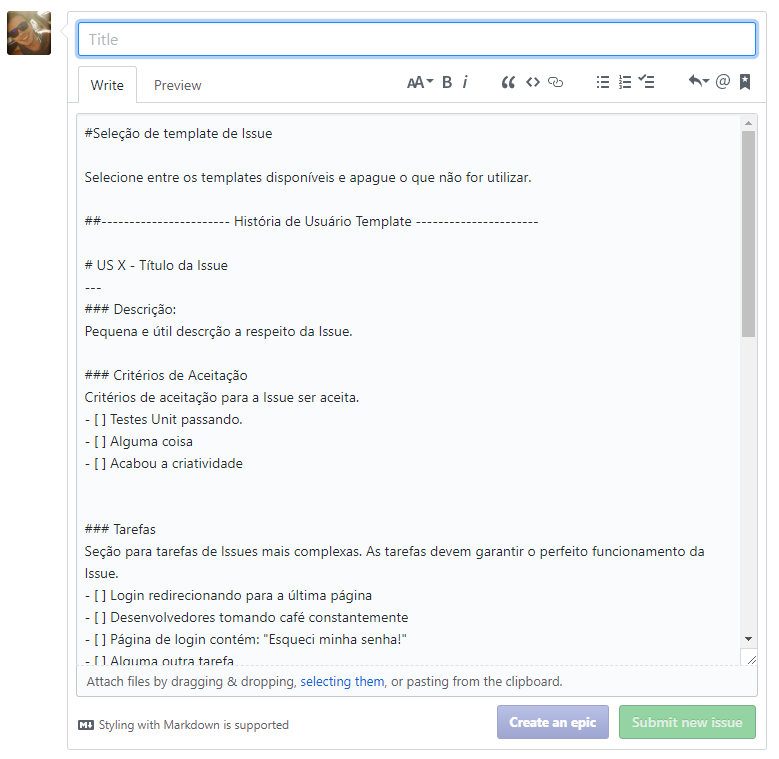 Title
Write Preview AA B i
#Seleção de template de Issue
Selecione entre os templates disponíveis e apague o que não for utilizar.
##----------------------- História de Usuário Template ----------------------
# US X - Título da Issue
---
### Descrição:
Pequena e útil descrção a respeito da Issue.
### Critérios de Aceitação
Critérios de aceitação para a Issue ser aceita.
- [ ] Testes Unit passando.
- [ ] Alguma coisa
- [ ] Acabou a criatividade
### Tarefas
Seção para tarefas de Issues mais complexas. As tarefas devem garantir o perfeito funcionamento da
Issue.
- [ ] Login redirecionando para a última página
- [ ] Desenvolvedores tomando café constantemente
- [ ] Página de login contém: "Esqueci minha senha!"
- [ ] Alguma outra tarefa
Attach files by dragging & dropping, selecting them, or pasting from the clipboard.
Styling with Markdown is supported
Create an epic
Submit new issue